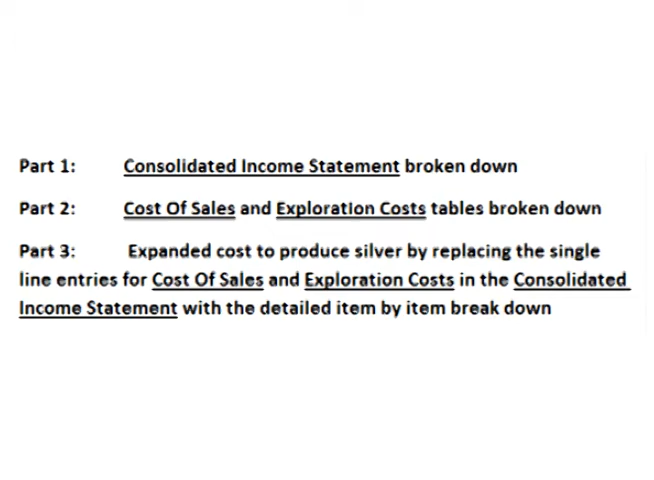 Part 1: Consolidated Income Statement broken down
Part 2: Cost Of Sales and Exploration Costs tables broken down
Part 3: Expanded cost to produce silver by replacing the single
line entries for Cost Of Sales and Exploration Costs in the Consolidated
Income Statement with the detailed item by item break down